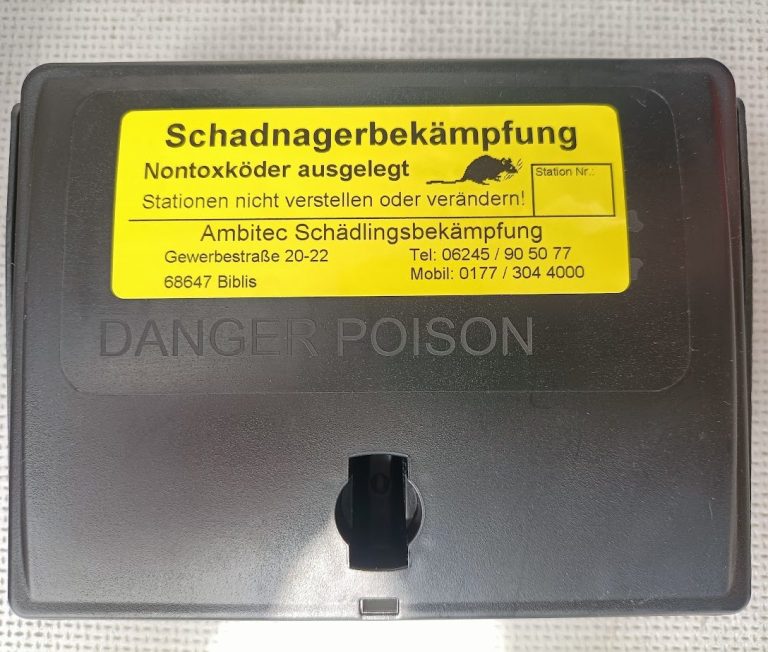 Schadnagerbekämpfung
Nontoxköder ausgelegt
Station Nr.:
Stationen nicht verstellen oder verändern!
Ambitec Schädlingsbekämpfung
Gewerbestraße 20-22 Tel: 06245 / 90 50 77
68647 Biblis Mobil: 0177 / 304 4000
DANGER POISON